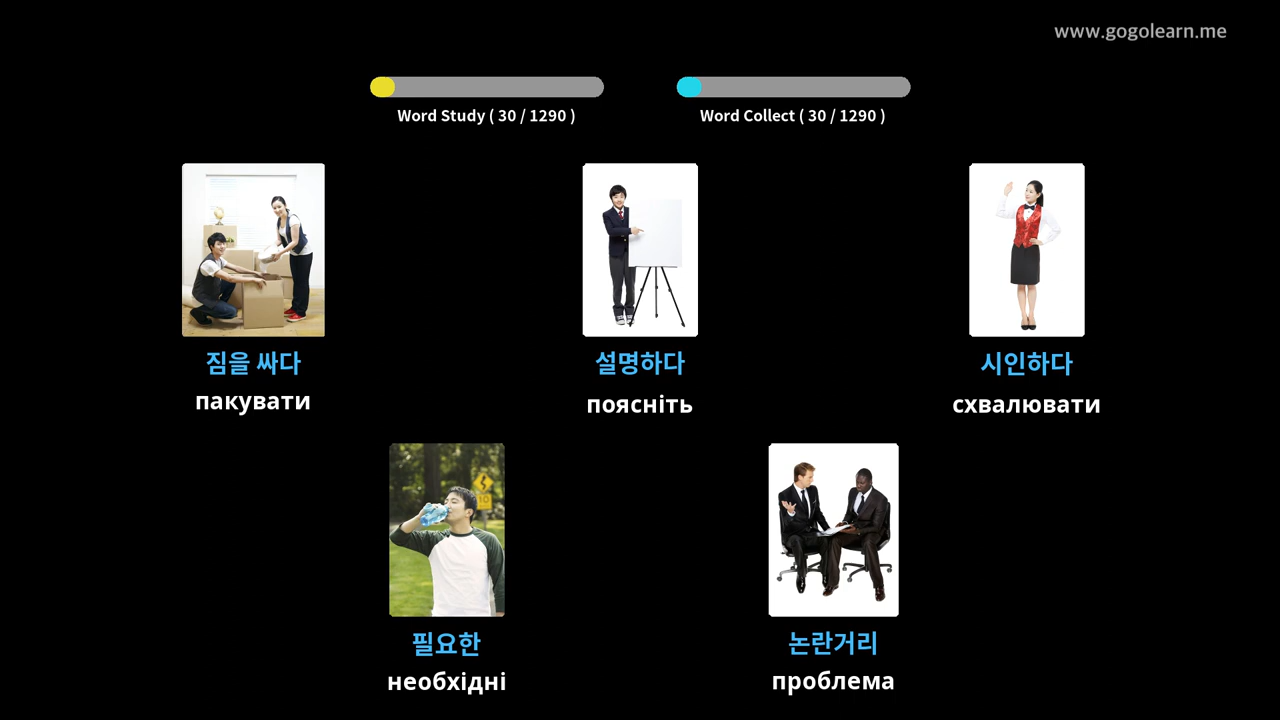 www.gogolearn.me
Word Study ( 30 / 1290 )
Word Collect ( 30 / 1290 )
짐을 싸다
пакувати
설명하다
поясніть
시인하다
схвалювати
필요한
необхідні
논란거리
проблема